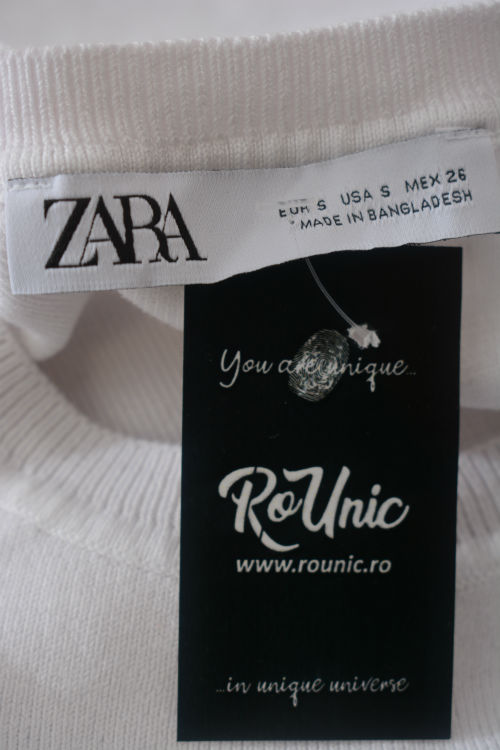 ZARA
EUR S USA S MEX 26
* MADE IN BANGLADESH
You are unique...
RoUnic
www.rounic.ro
...in unique universe